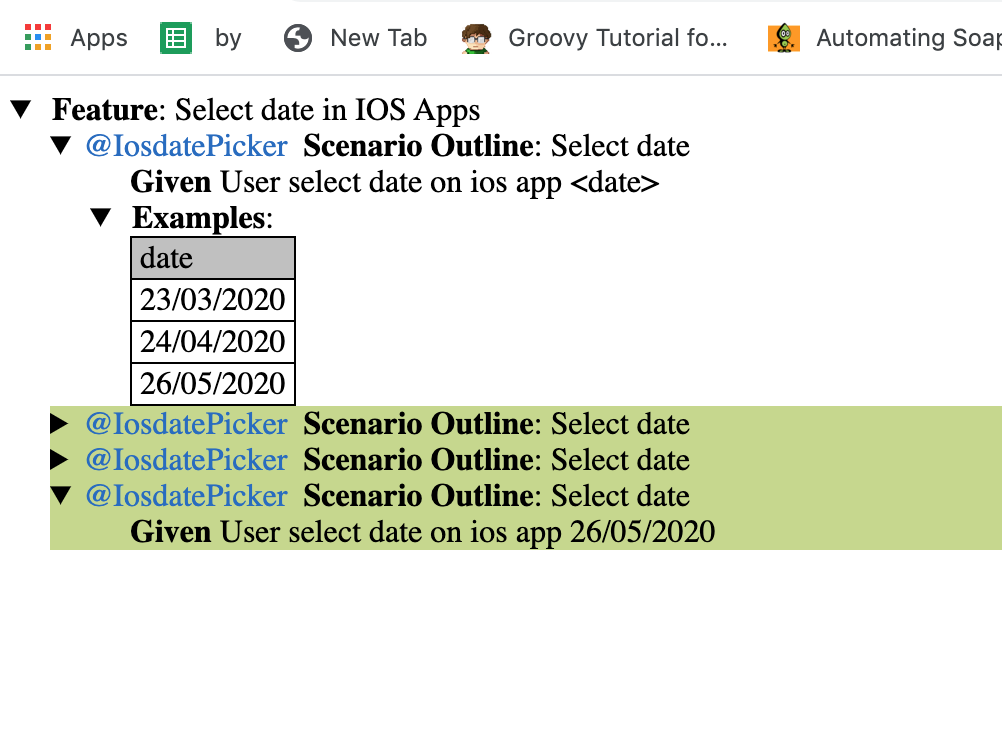 Apps by New Tab Groovy Tutorial fo... Automating Soap
Feature: Select date in IOS Apps
@IosdatePicker Scenario Outline: Select date
Given User select date on ios app <date>
Examples:
date
23/03/2020
24/04/2020
26/05/2020
@IosdatePicker Scenario Outline: Select date
@IosdatePicker Scenario Outline: Select date
@IosdatePicker Scenario Outline: Select date
Given User select date on ios app 26/05/2020